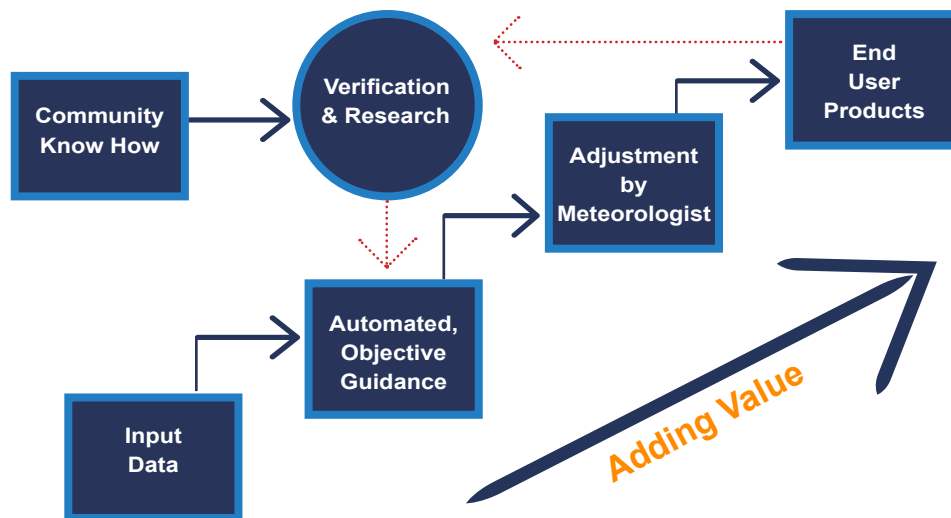 Community
Know How
Verification
& Research
End
User
Products
Adjustment
by
Meteorologist
Automated,
Objective
Guidance
Input
Data
Adding Value